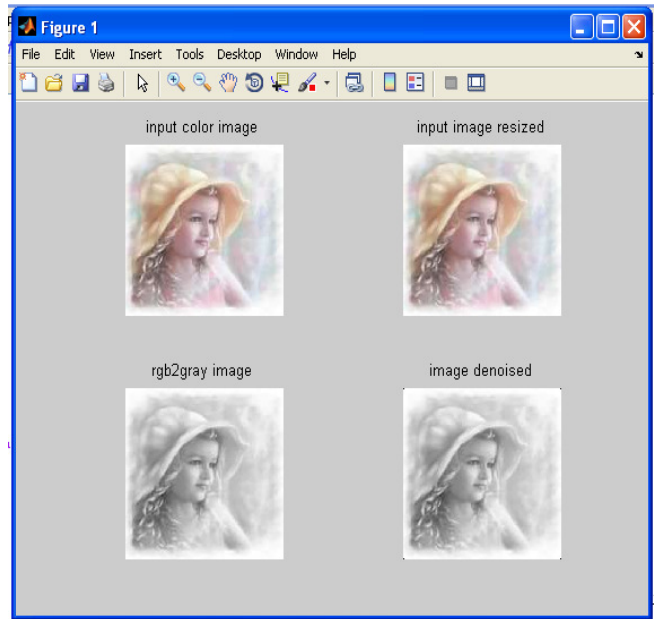 Figure 1
File Edit View Insert Tools Desktop Window Help
input color image
input image resized
rgb2gray image
image denoised